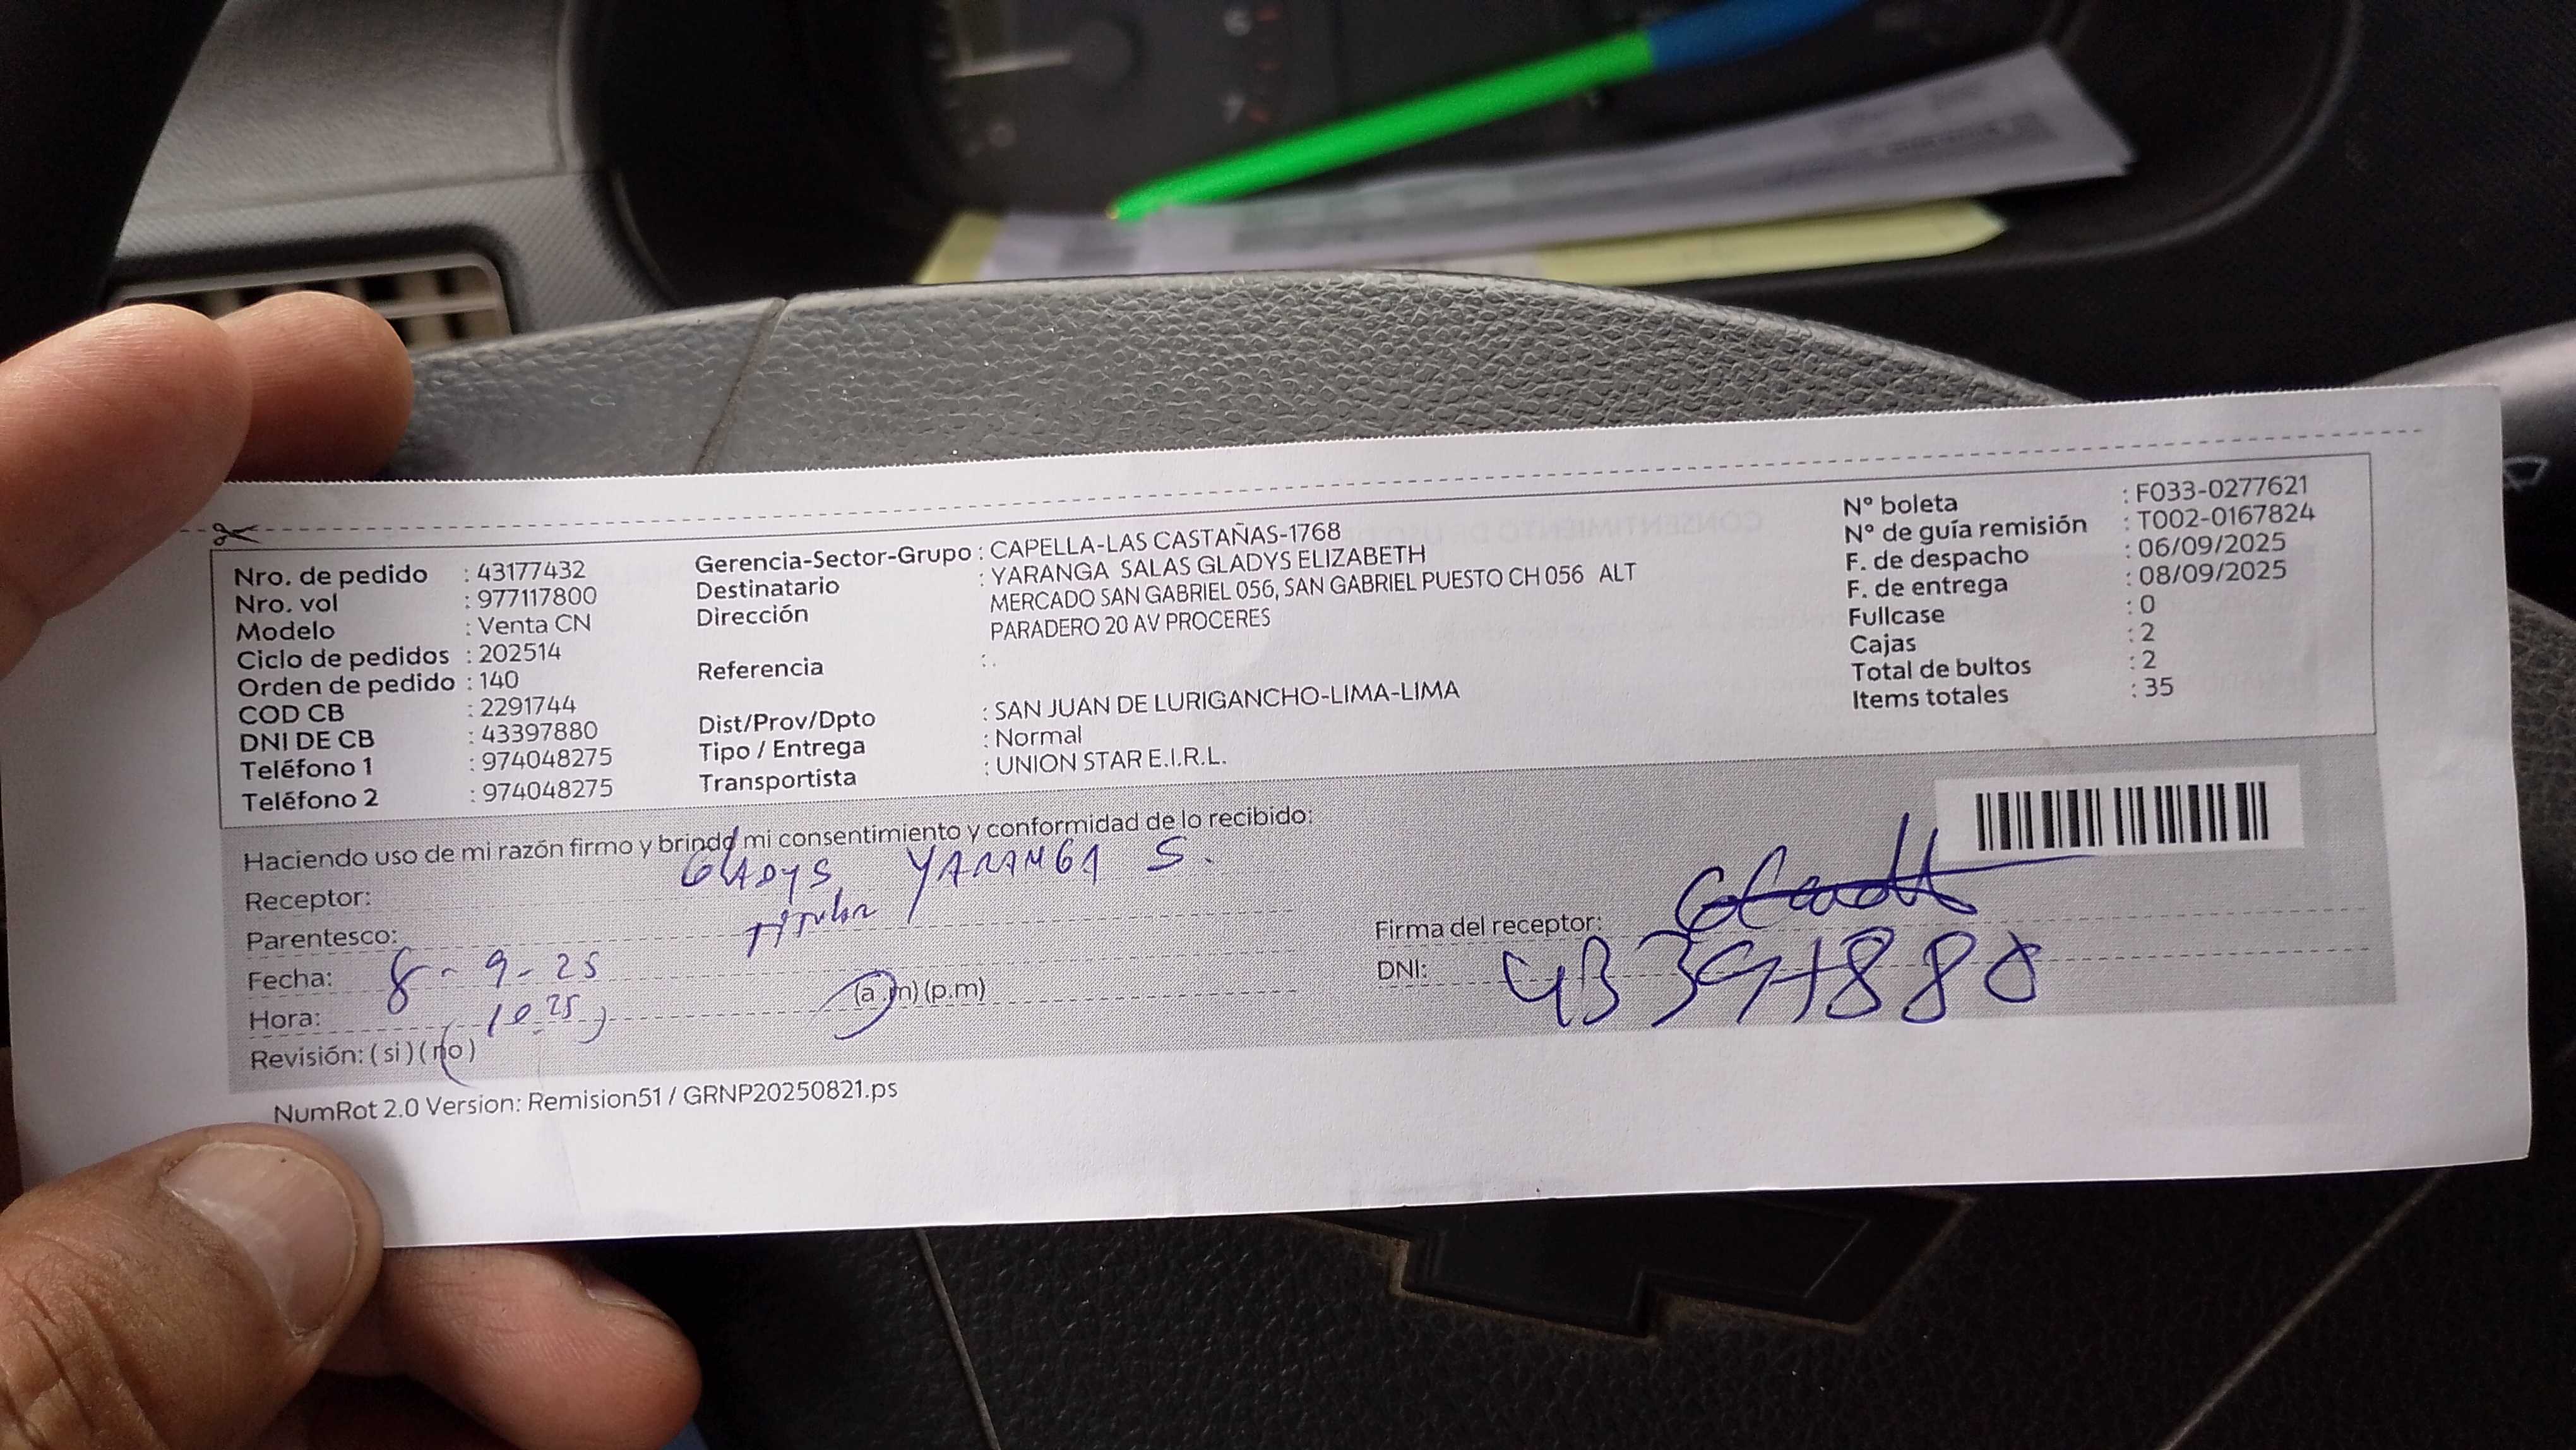 Nro. de pedido : 43177432
Nro. vol : 977117800
Modelo : Venta CN
Ciclo de pedidos : 202514
Orden de pedido : 140
COD CB : 2291744
DNI DE CB : 43397880
Teléfono 1 : 974048275
Teléfono 2 : 974048275
Gerencia-Sector-Grupo : CAPELLA-LAS CASTAÑAS-1768
Destinatario : YARANGA SALAS GLADYS ELIZABETH
Dirección MERCADO SAN GABRIEL 056, SAN GABRIEL PUESTO CH 056 ALT
PARADERO 20 AV PROCERES
Referencia : .
Dist/Prov/Dpto : SAN JUAN DE LURIGANCHO-LIMA-LIMA
Tipo / Entrega : Normal
Transportista : UNION STAR E.I.R.L.
N° boleta : F033-0277621
N° de guía remisión : T002-0167824
F. de despacho : 06/09/2025
F. de entrega : 08/09/2025
Fullcase : 0
Cajas : 2
Total de bultos : 2
Items totales : 35
Haciendo uso de mi razón firmo y brindo mi consentimiento y conformidad de lo recibido:
Receptor: GLADYS YARANGA S.
Parentesco: Titular
Fecha: 8-9-25
Hora: 10 25 (a.m) (p.m)
Revisión: (si) (no)
Firma del receptor:
DNI: 43397880
NumRot 2.0 Version: Remision51 / GRNP20250821.ps